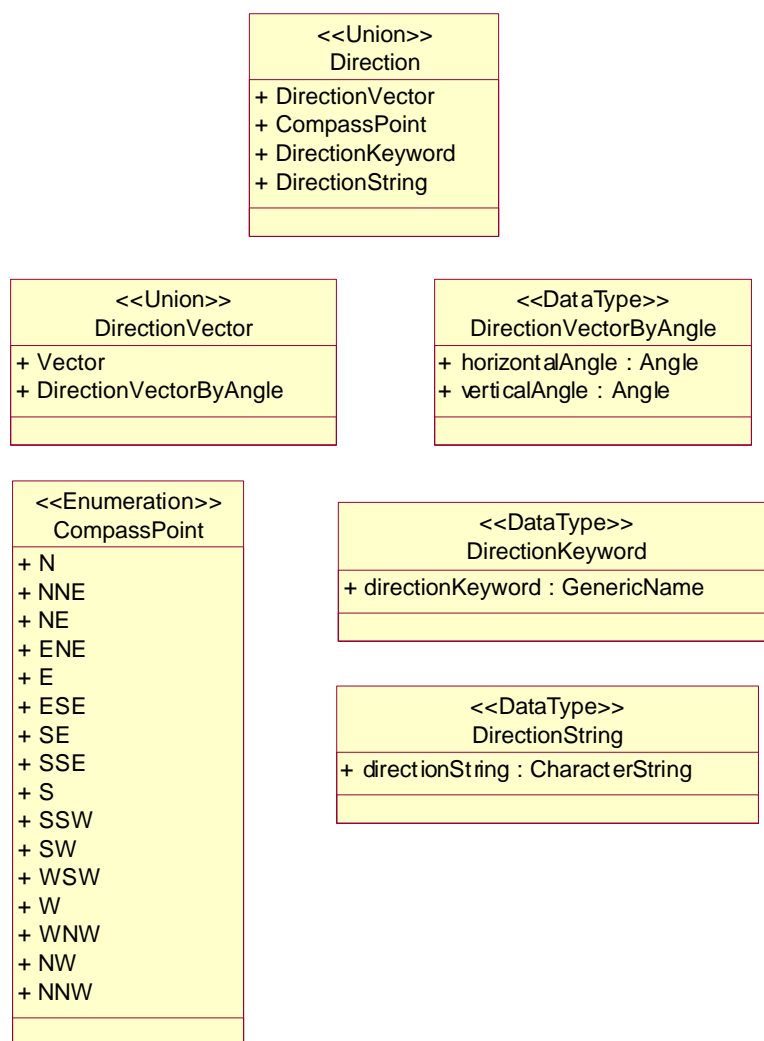 <<Union>>
Direction
+ DirectionVector
+ CompassPoint
+ DirectionKeyword
+ DirectionString
<<Union>>
DirectionVector
+ Vector
+ DirectionVectorByAngle
<<DataType>>
DirectionVectorByAngle
+ horizontalAngle : Angle
+ verticalAngle : Angle
<<Enumeration>>
CompassPoint
+ N
+ NNE
+ NE
+ ENE
+ E
+ ESE
+ SE
+ SSE
+ S
+ SSW
+ SW
+ WSW
+ W
+ WNW
+ NW
+ NNW
<<DataType>>
DirectionKeyword
+ directionKeyword : GenericName
<<DataType>>
DirectionString
+ directionString : CharacterString